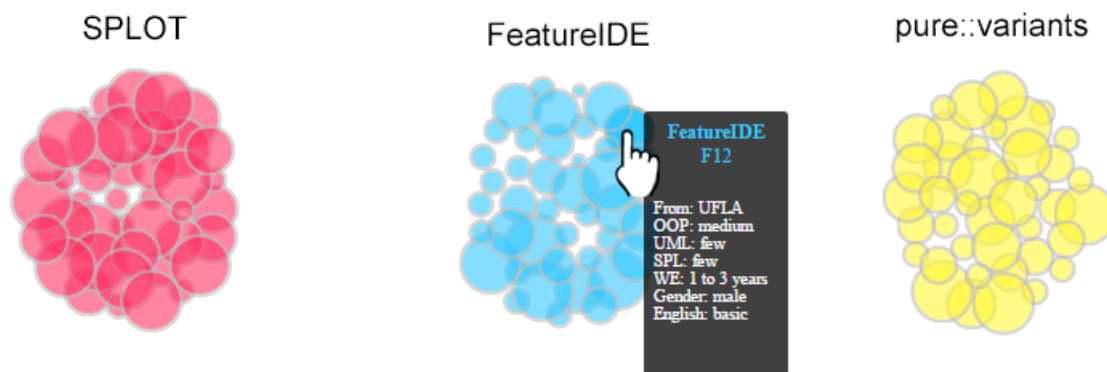 SPLOT
FeatureIDE
pure::variants
FeatureIDE
F12
From: UFLA
OOP: medium
UML: few
SPL: few
WE: 1 to 3 years
Gender: male
English: basic